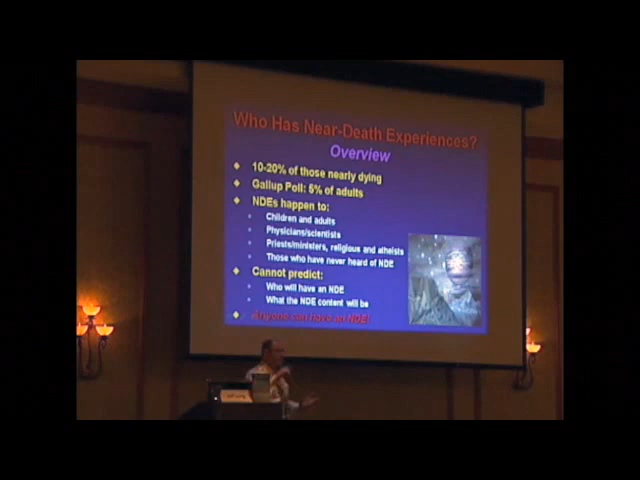 Who Has Near-Death Experiences?
Overview
10-20% of those nearly dying
Gallup Poll: 5% of adults
NDEs happen to:
Children and adults
Physicians/scientists
Priests/ministers, religious and atheists
Those who have never heard of NDE
Cannot predict:
Who will have an NDE
What the NDE content will be
Anyone can have an NDE!